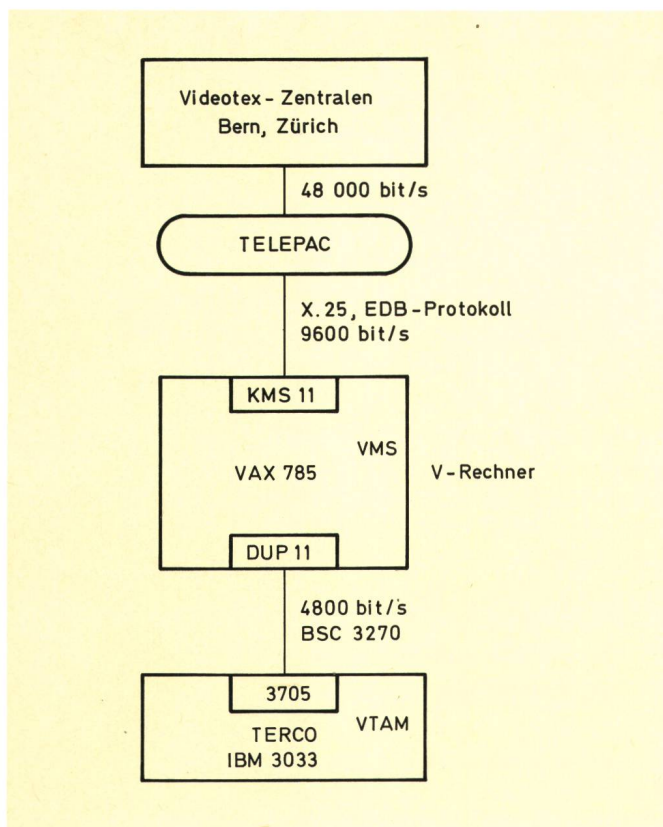 Videotex - Zentralen
Bern, Zürich
48 000 bit/s
TELEPAC
X.25, EDB-Protokoll
9600 bit/s
KMS 11
VMS
VAX 785
V-Rechner
DUP 11
4800 bit/s
BSC 3270
3705
VTAM
TERCO
IBM 3033